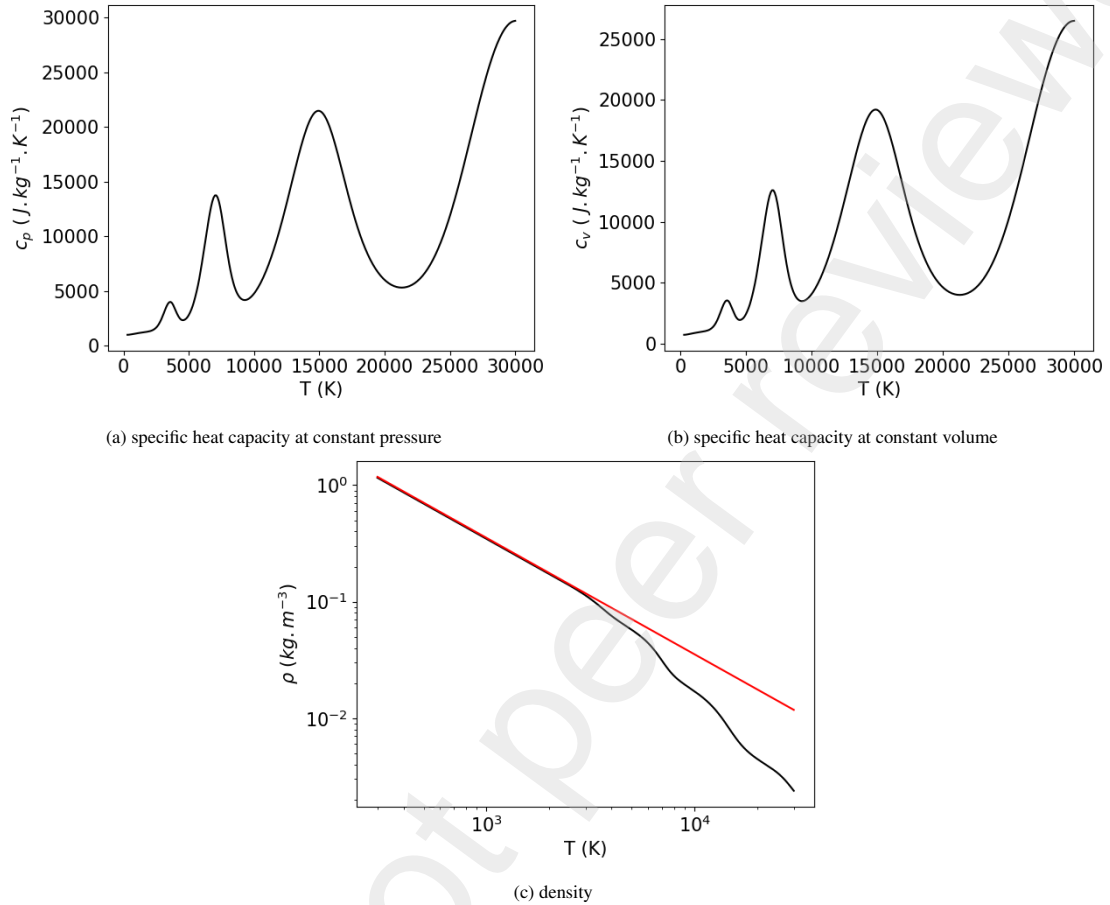 30000
25000
20000
15000
10000
5000
0
c_p ( J.kg^{-1}.K^{-1})
0 5000 10000 15000 20000 25000 30000
T (K)
(a) specific heat capacity at constant pressure
25000
20000
15000
10000
5000
0
c_v ( J.kg^{-1}.K^{-1})
0 5000 10000 15000 20000 25000 30000
T (K)
(b) specific heat capacity at constant volume
10^0
10^{-1}
10^{-2}
ρ (kg.m^{-3})
10^3 10^4
T (K)
(c) density
ot peer review